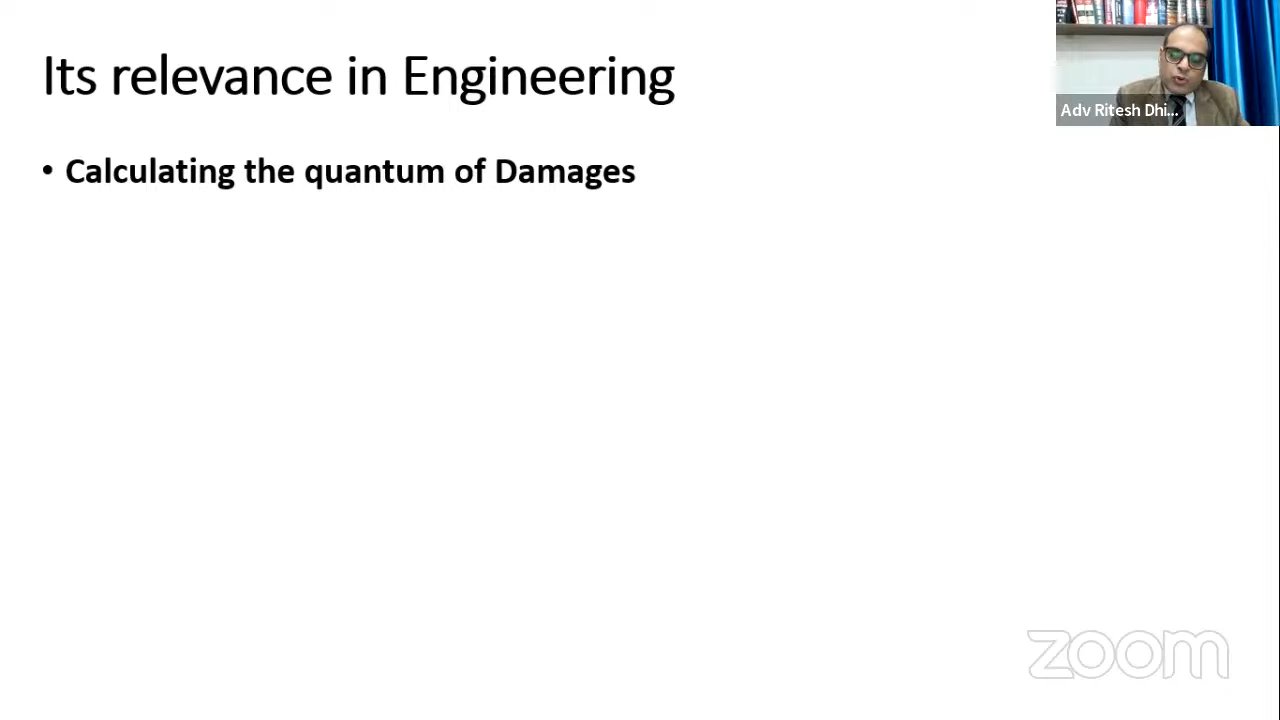 Its relevance in Engineering
Adv Ritesh Dhi...
• Calculating the quantum of Damages
zoom